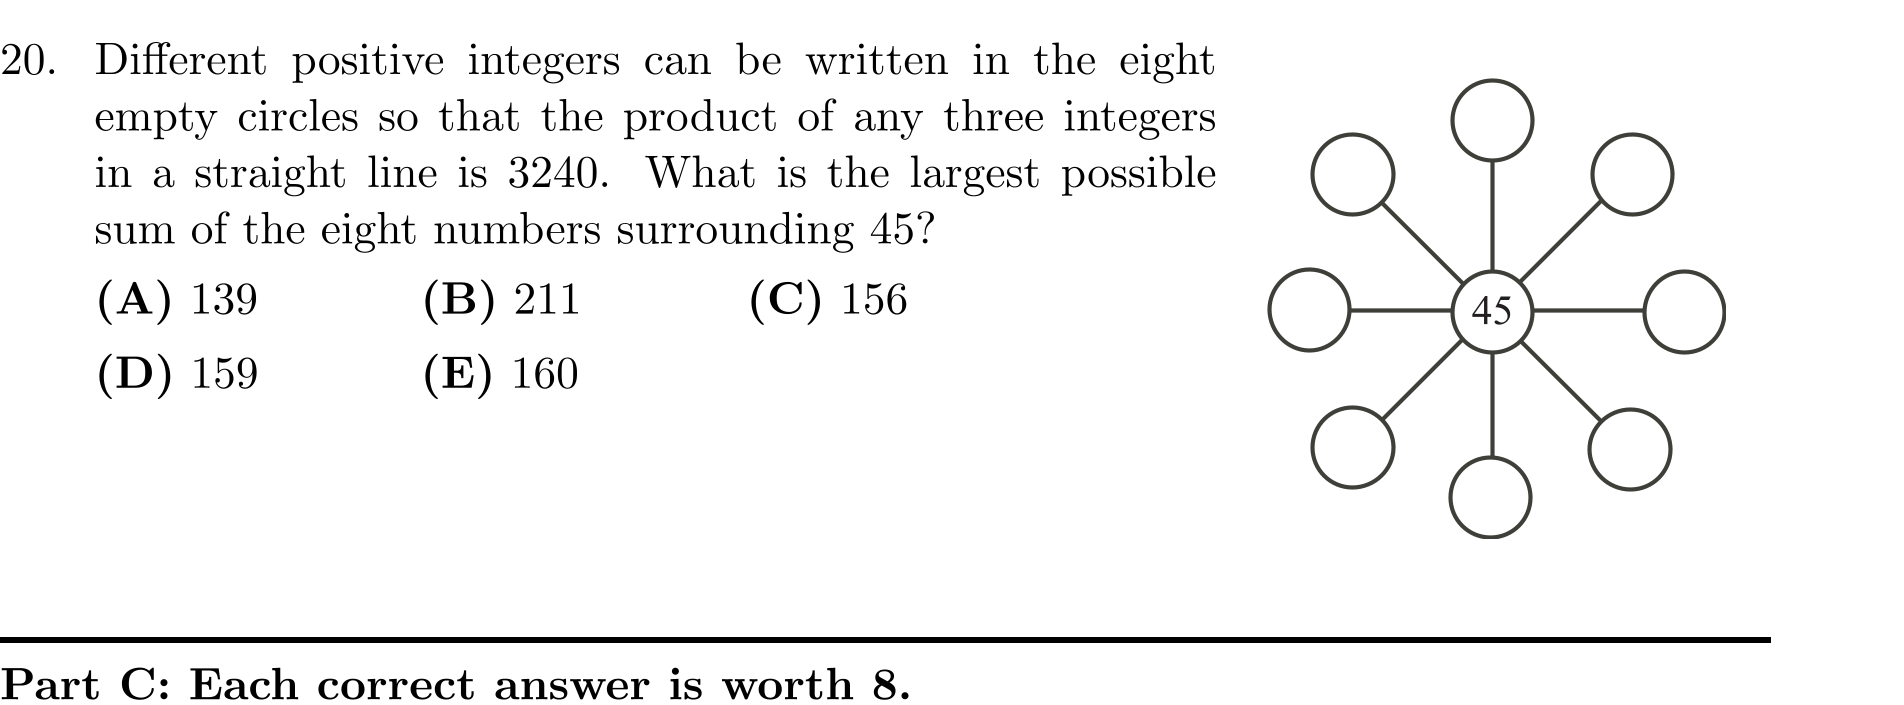 20. Different positive integers can be written in the eight
empty circles so that the product of any three integers
in a straight line is 3240. What is the largest possible
sum of the eight numbers surrounding 45?
(A) 139 (B) 211 (C) 156
(D) 159 (E) 160
45
Part C: Each correct answer is worth 8.